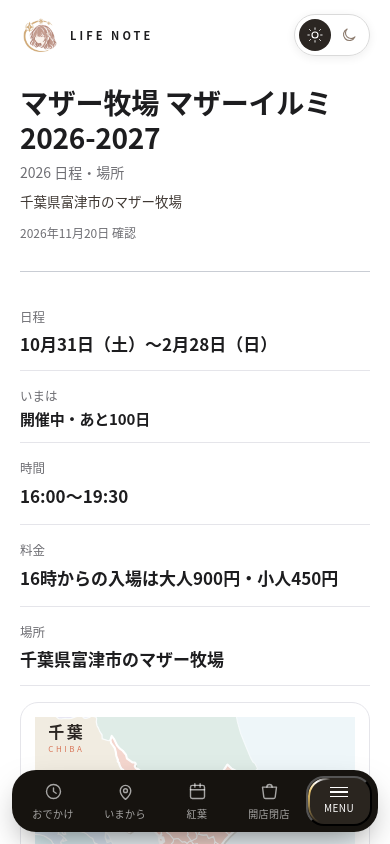 LIFE NOTE
マザー牧場 マザーイルミ
2026-2027
2026 日程・場所
千葉県富津市のマザー牧場
2026年11月20日 確認
日程
10月31日（土）〜2月28日（日）
いまは
開催中・あと100日
時間
16:00〜19:30
料金
16時からの入場は大人900円・小人450円
場所
千葉県富津市のマザー牧場
千葉
CHIBA
おでかけ
いまから
紅葉
開店閉店
MENU